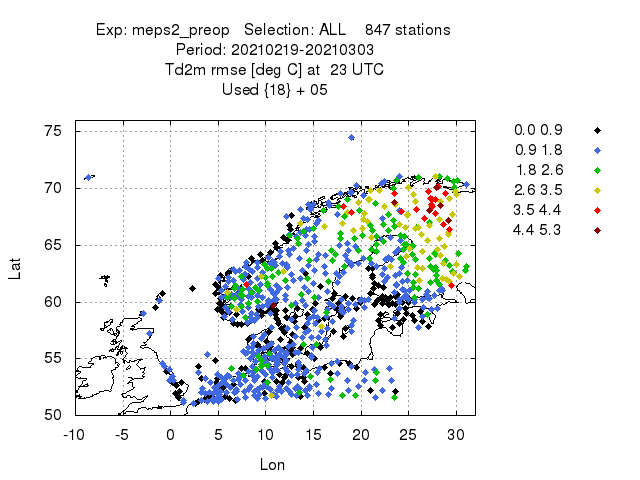 Exp: meps2_preop   Selection: ALL    847 stations
Period: 20210219-20210303
Td2m rmse [deg C] at  23 UTC
Used {18} + 05
0.0 0.9
0.9 1.8
1.8 2.6
2.6 3.5
3.5 4.4
4.4 5.3
Lat
75
70
65
60
55
50
-10 -5 0 5 10 15 20 25 30
Lon